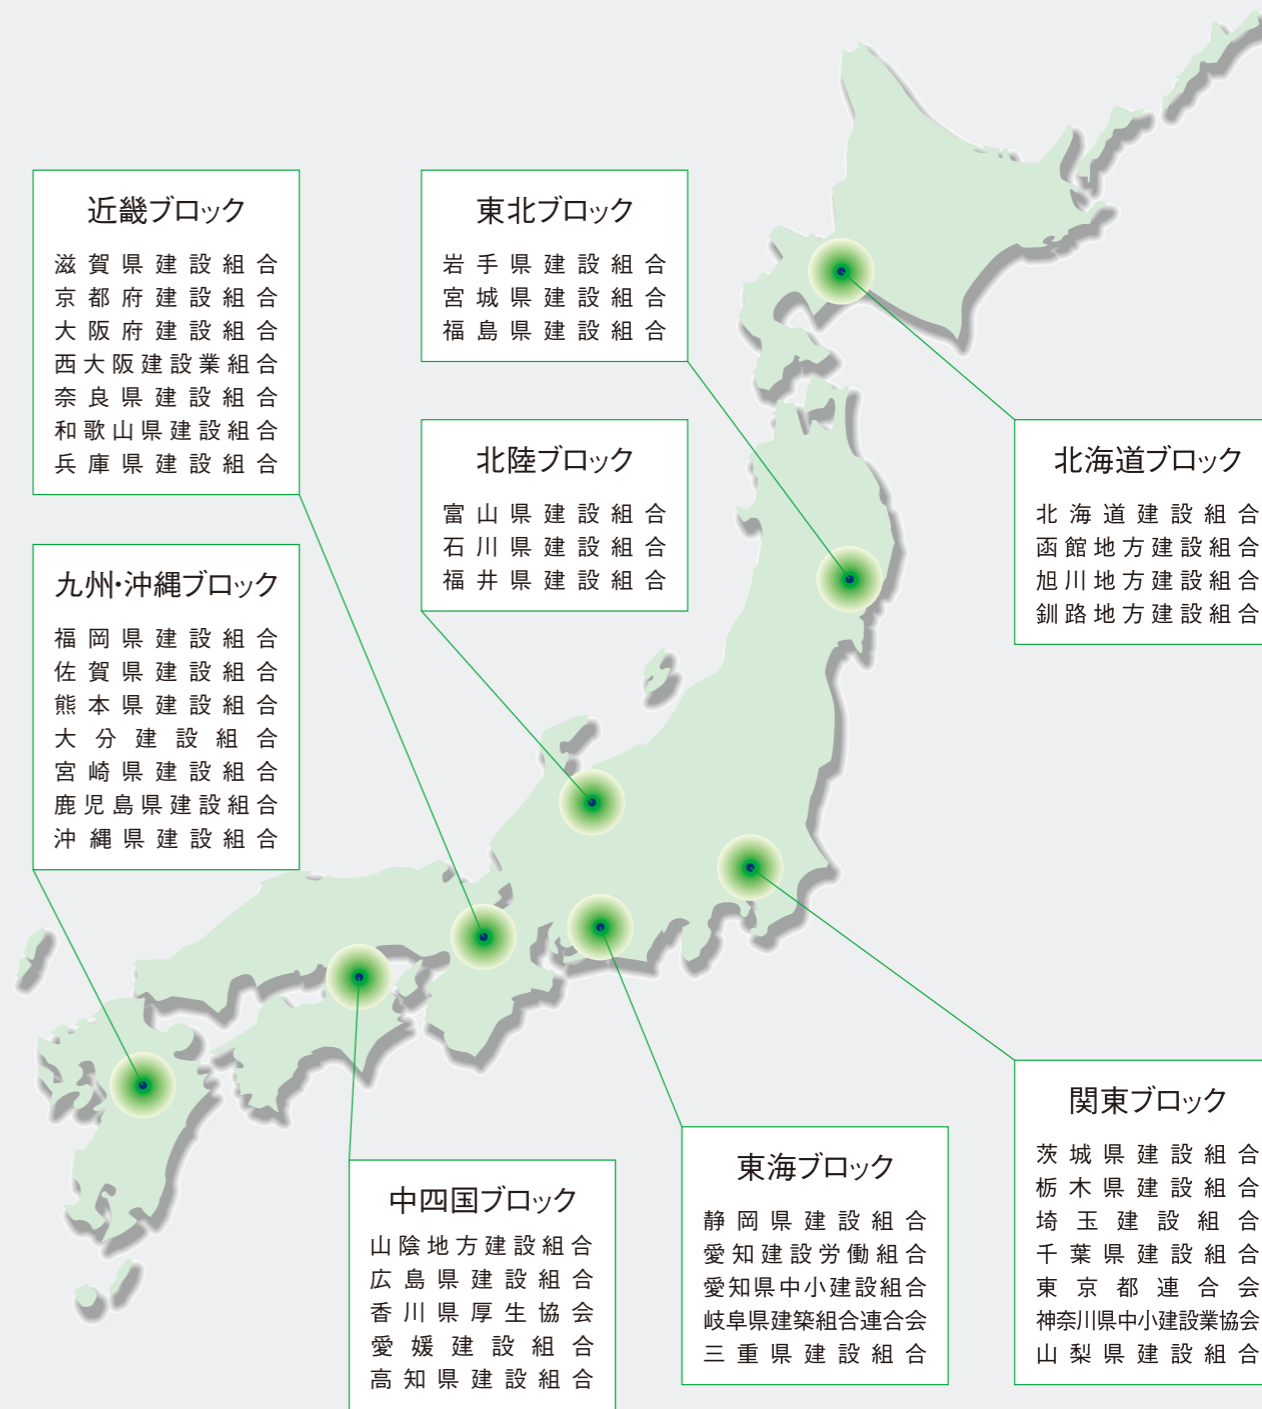 近畿ブロック
滋賀県建設組合
京都府建設組合
大阪府建設組合
西大阪建設業組合
奈良県建設組合
和歌山県建設組合
兵庫県建設組合
東北ブロック
岩手県建設組合
宮城県建設組合
福島県建設組合
北陸ブロック
富山県建設組合
石川県建設組合
福井県建設組合
北海道ブロック
北海道建設組合
函館地方建設組合
旭川地方建設組合
釧路地方建設組合
九州・沖縄ブロック
福岡県建設組合
佐賀県建設組合
熊本県建設組合
大分建設組合
宮崎県建設組合
鹿児島県建設組合
沖縄県建設組合
中四国ブロック
山陰地方建設組合
広島県建設組合
香川県厚生協会
愛媛建設組合
高知県建設組合
東海ブロック
静岡県建設組合
愛知建設労働組合
愛知県中小建設組合
岐阜県建築組合連合会
三重県建設組合
関東ブロック
茨城県建設組合
栃木県建設組合
埼玉建設組合
千葉県建設組合
東京都連合会
神奈川県中小建設業協会
山梨県建設組合